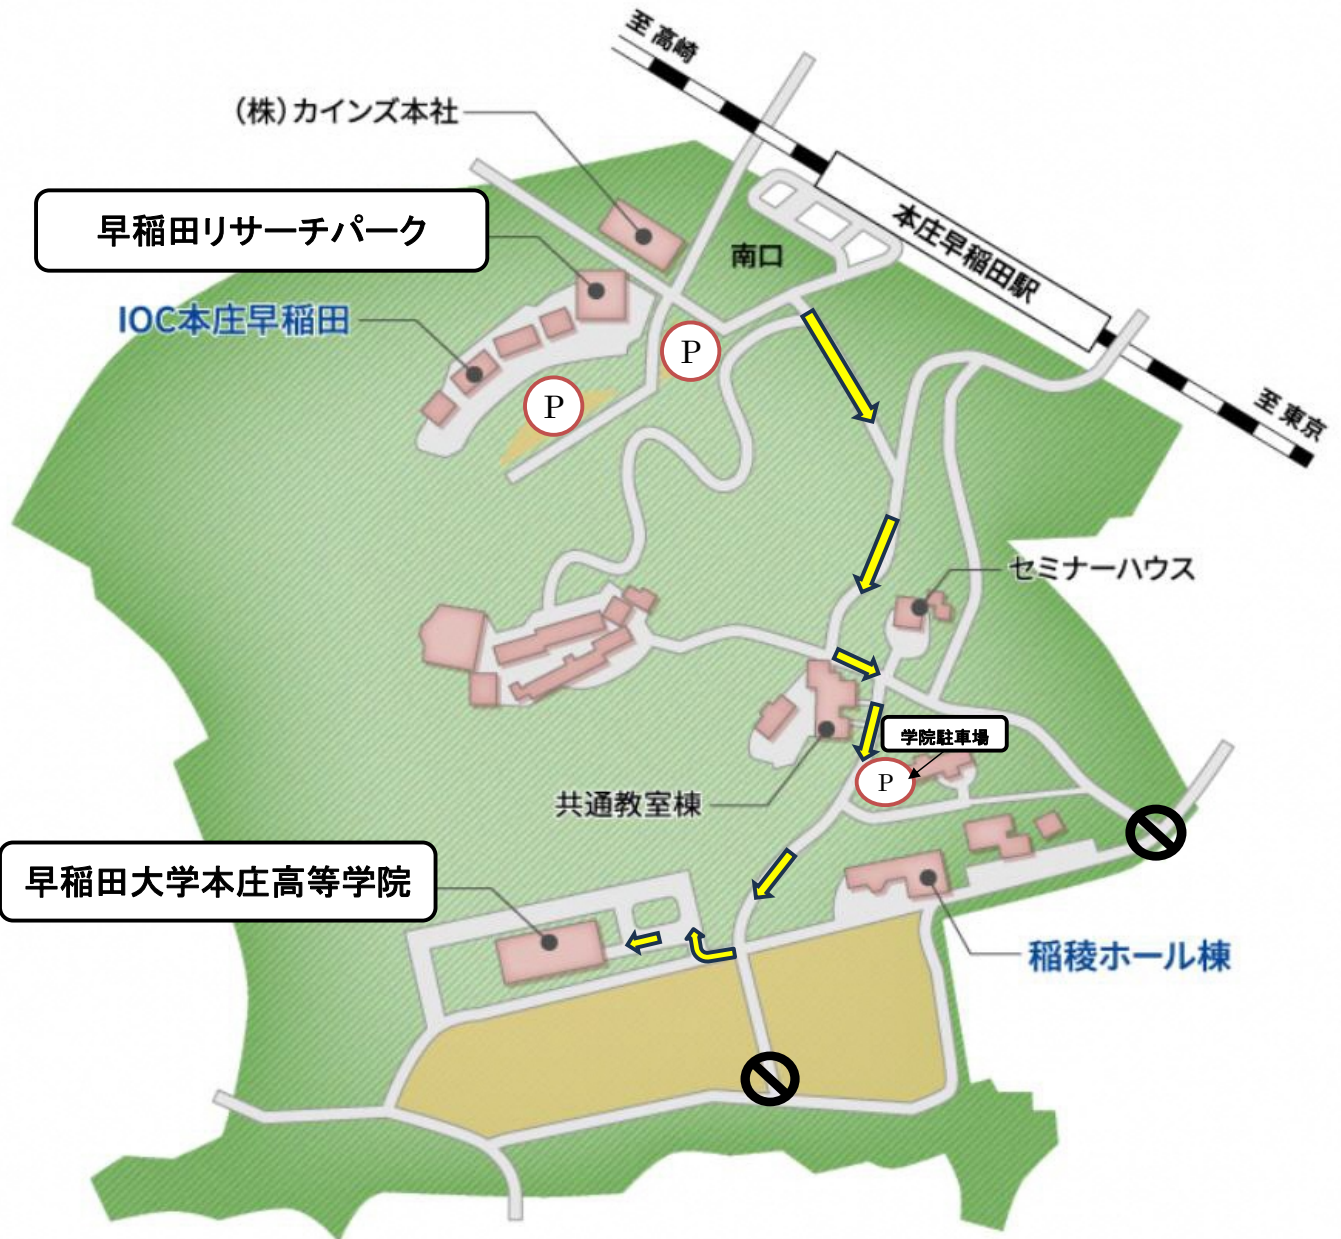 至 高崎
(株)カインズ本社
早稲田リサーチパーク
南口
本庄早稲田駅
IOC本庄早稲田
P
P
至 東京
セミナーハウス
学院駐車場
P
共通教室棟
早稲田大学本庄高等学院
稲稜ホール棟